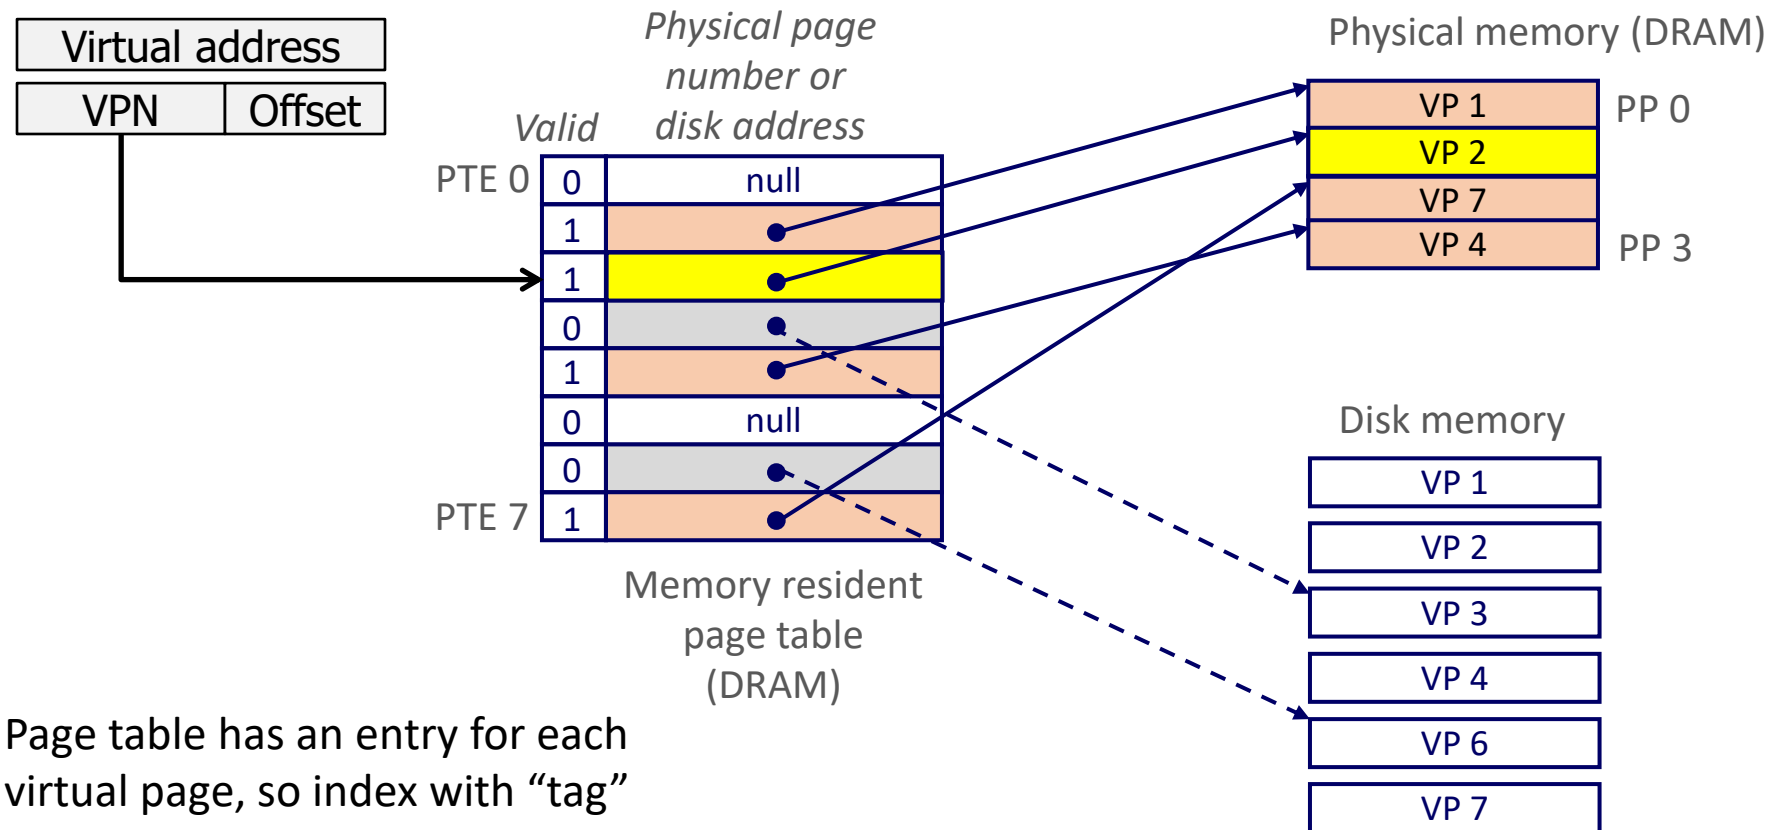 Virtual address
VPN Offset
Physical page
number or
disk address
Valid
PTE 0 0 null
1
1
0
1
0 null
0
PTE 7 1
Memory resident
page table
(DRAM)
Physical memory (DRAM)
VP 1 PP 0
VP 2
VP 7
VP 4 PP 3
Disk memory
VP 1
VP 2
VP 3
VP 4
VP 6
VP 7
Page table has an entry for each
virtual page, so index with “tag”